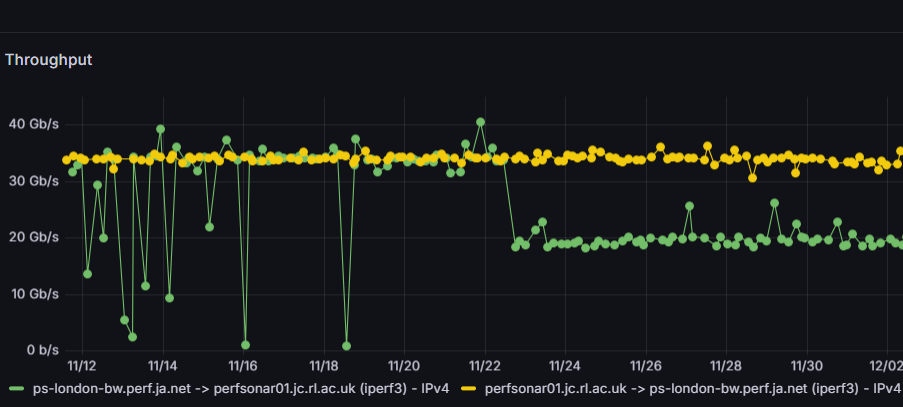 Throughput
40 Gb/s
30 Gb/s
20 Gb/s
10 Gb/s
0 b/s
11/12 11/14 11/16 11/18 11/20 11/22 11/24 11/26 11/28 11/30 12/02
ps-london-bw.perf.ja.net -> perfsonar01.jc.rl.ac.uk (iperf3) - IPv4 perfsonar01.jc.rl.ac.uk -> ps-london-bw.perf.ja.net (iperf3) - IPv4